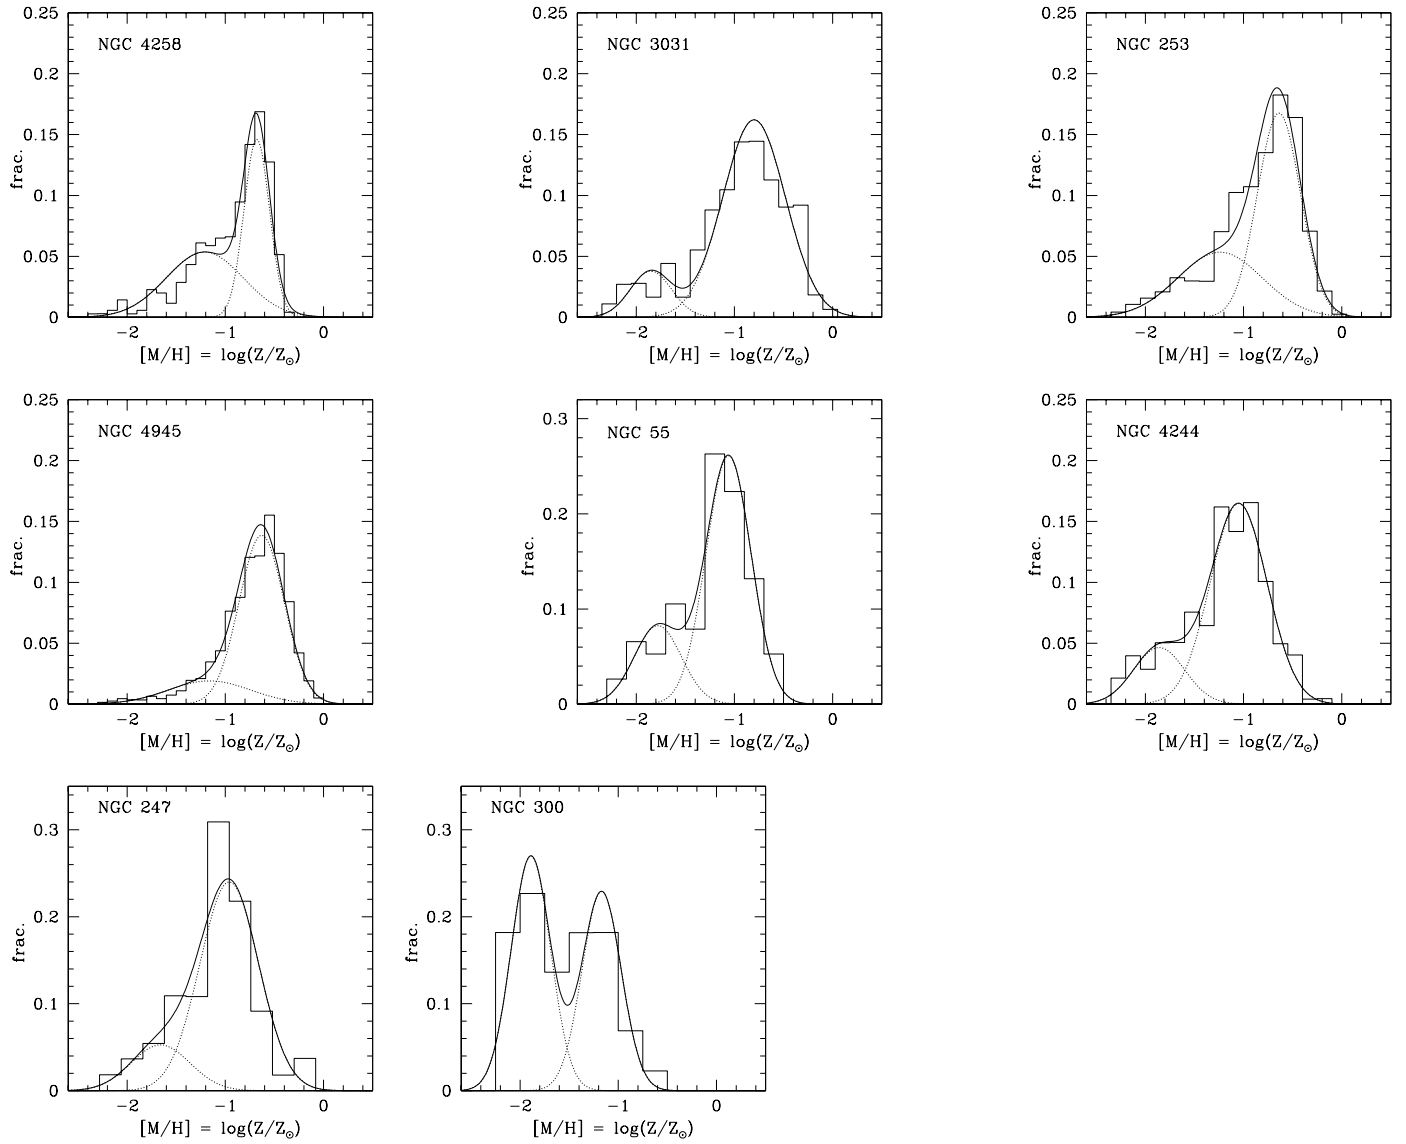 0.25 0.25 0.25
NGC 4258 NGC 3031 NGC 253
0.2 0.2 0.2
0.15 0.15 0.15
frac. frac. frac.
0.1 0.1 0.1
0.05 0.05 0.05
0 0 0
−2 −1 0 −2 −1 0 −2 −1 0
[M/H] = log(Z/Z⊙) [M/H] = log(Z/Z⊙) [M/H] = log(Z/Z⊙)
0.25 0.25
NGC 4945 NGC 55 NGC 4244
0.3
0.2 0.2
0.2
0.15 0.15
frac. frac. frac.
0.1 0.1 0.1
0.05 0.05
0 0 0
−2 −1 0 −2 −1 0 −2 −1 0
[M/H] = log(Z/Z⊙) [M/H] = log(Z/Z⊙) [M/H] = log(Z/Z⊙)
NGC 247 NGC 300
0.3 0.3
0.2 0.2
frac. frac.
0.1 0.1
0 0
−2 −1 0 −2 −1 0
[M/H] = log(Z/Z⊙) [M/H] = log(Z/Z⊙)